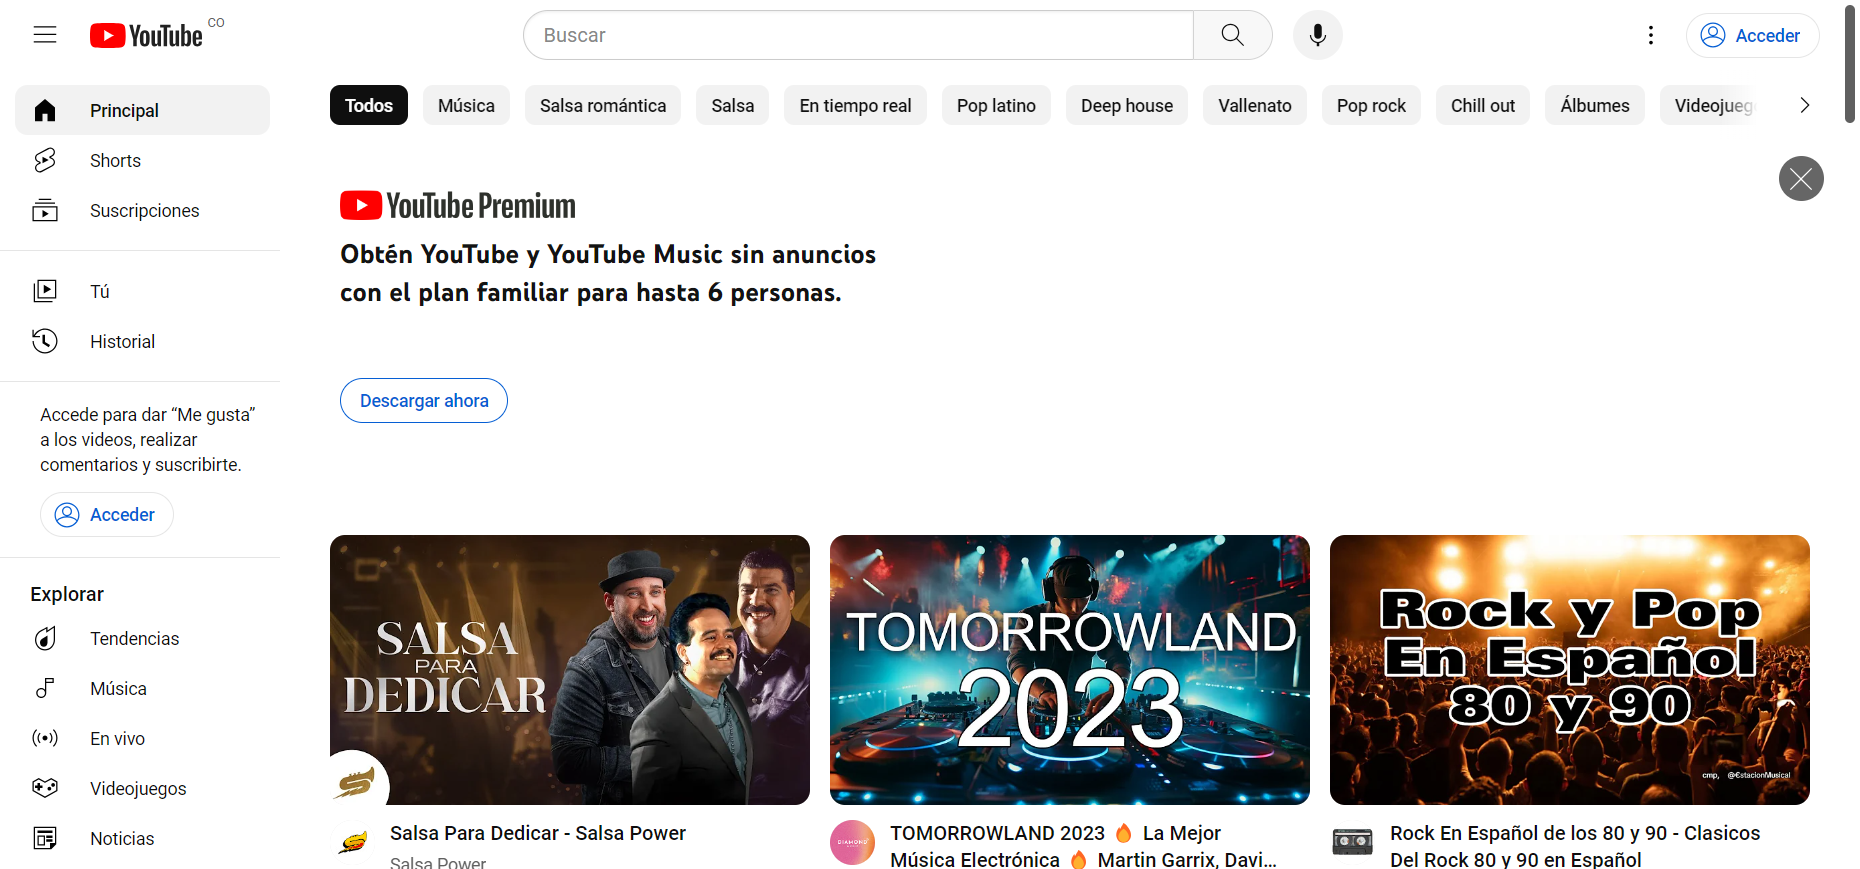 YouTube CO
Buscar
Acceder
Principal
Shorts
Suscripciones
Tú
Historial
Accede para dar “Me gusta”
a los videos, realizar
comentarios y suscribirte.
Acceder
Explorar
Tendencias
Música
En vivo
Videojuegos
Noticias
Todos
Música
Salsa romántica
Salsa
En tiempo real
Pop latino
Deep house
Vallenato
Pop rock
Chill out
Álbumes
Videojueg
YouTube Premium
Obtén YouTube y YouTube Music sin anuncios
con el plan familiar para hasta 6 personas.
Descargar ahora
SALSA
PARA
DEDICAR
Salsa Para Dedicar - Salsa Power
Salsa Power
TOMORROWLAND
2023
DIAMOND
TOMORROWLAND 2023 🔥 La Mejor
Música Electrónica 🔥 Martin Garrix, Davi...
Rock y Pop
En Español
80 y 90
cmp, @EstacionMusical
Rock En Español de los 80 y 90 - Clasicos
Del Rock 80 y 90 en Español